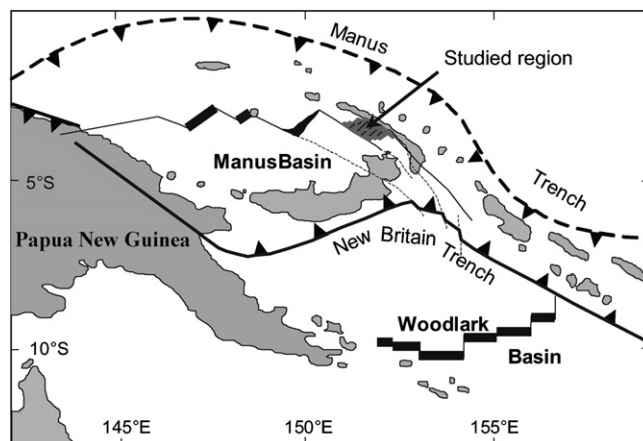 Manus
Studied region
ManusBasin
5°S
Trench
Papua New Guinea
New Britain Trench
Woodlark
Basin
10°S
145°E
150°E
155°E